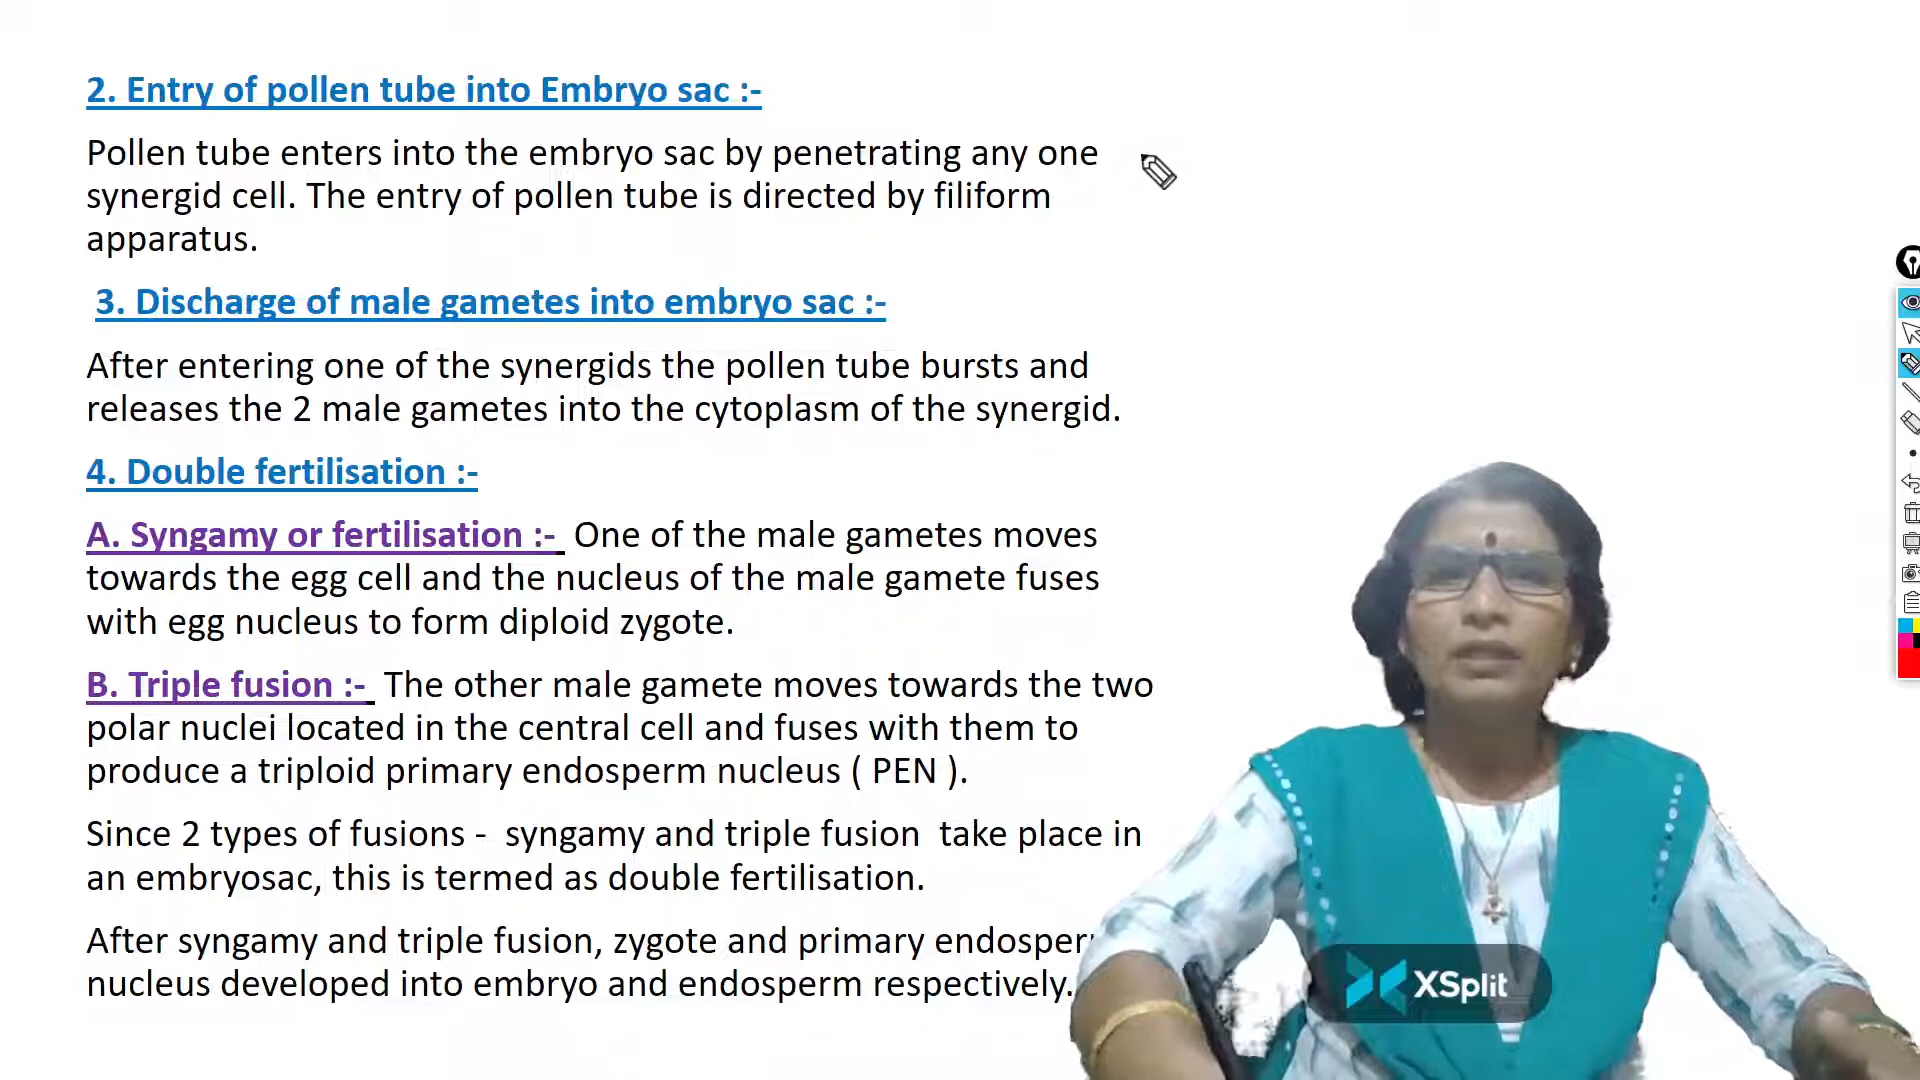 2. Entry of pollen tube into Embryo sac :-
Pollen tube enters into the embryo sac by penetrating any one
synergid cell. The entry of pollen tube is directed by filiform
apparatus.
3. Discharge of male gametes into embryo sac :-
After entering one of the synergids the pollen tube bursts and
releases the 2 male gametes into the cytoplasm of the synergid.
4. Double fertilisation :-
A. Syngamy or fertilisation :- One of the male gametes moves
towards the egg cell and the nucleus of the male gamete fuses
with egg nucleus to form diploid zygote.
B. Triple fusion :- The other male gamete moves towards the two
polar nuclei located in the central cell and fuses with them to
produce a triploid primary endosperm nucleus ( PEN ).
Since 2 types of fusions - syngamy and triple fusion take place in
an embryosac, this is termed as double fertilisation.
After syngamy and triple fusion, zygote and primary endosperm
nucleus developed into embryo and endosperm respectively.
XSplit